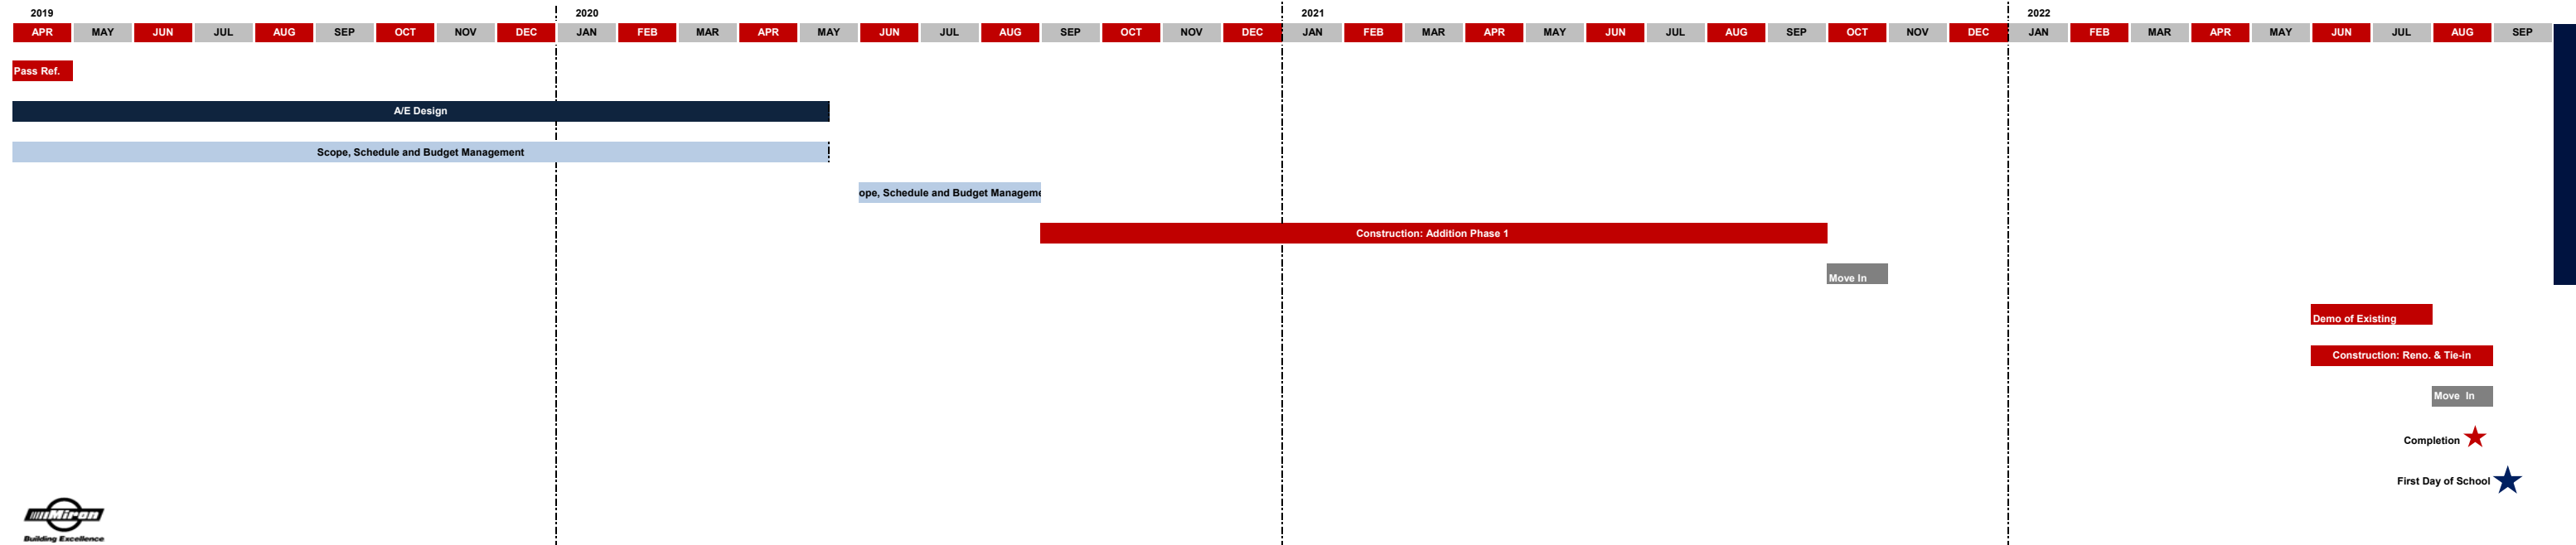 2019 2020 2021 2022
APR MAY JUN JUL AUG SEP OCT NOV DEC JAN FEB MAR APR MAY JUN JUL AUG SEP OCT NOV DEC JAN FEB MAR APR MAY JUN JUL AUG SEP OCT NOV DEC JAN FEB MAR APR MAY JUN JUL AUG SEP
Pass Ref.
A/E Design
Scope, Schedule and Budget Management
ope, Schedule and Budget Manageme
Construction: Addition Phase 1
Move In
Demo of Existing
Construction: Reno. & Tie-in
Move In
Completion
First Day of School
Miron
Building Excellence